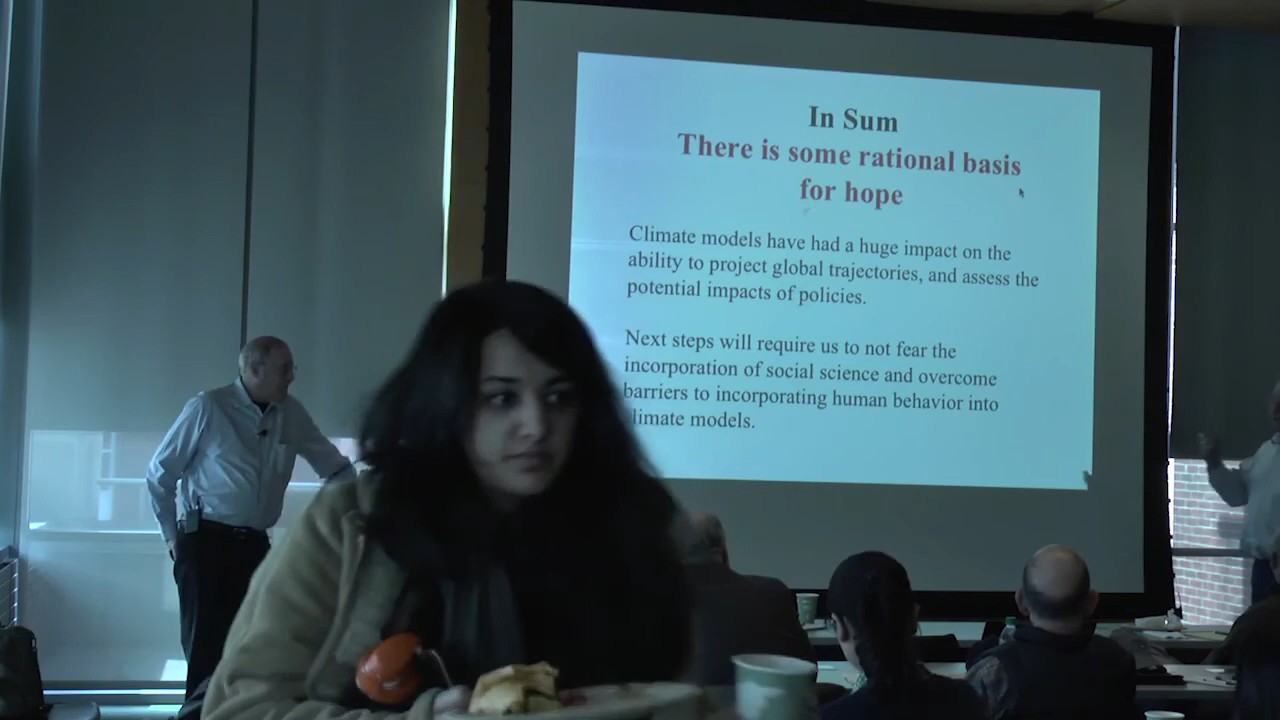 In Sum
There is some rational basis
for hope
Climate models have had a huge impact on the
ability to project global trajectories, and assess the
potential impacts of policies.
Next steps will require us to not fear the
incorporation of social science and overcome
barriers to incorporating human behavior into
limate models.